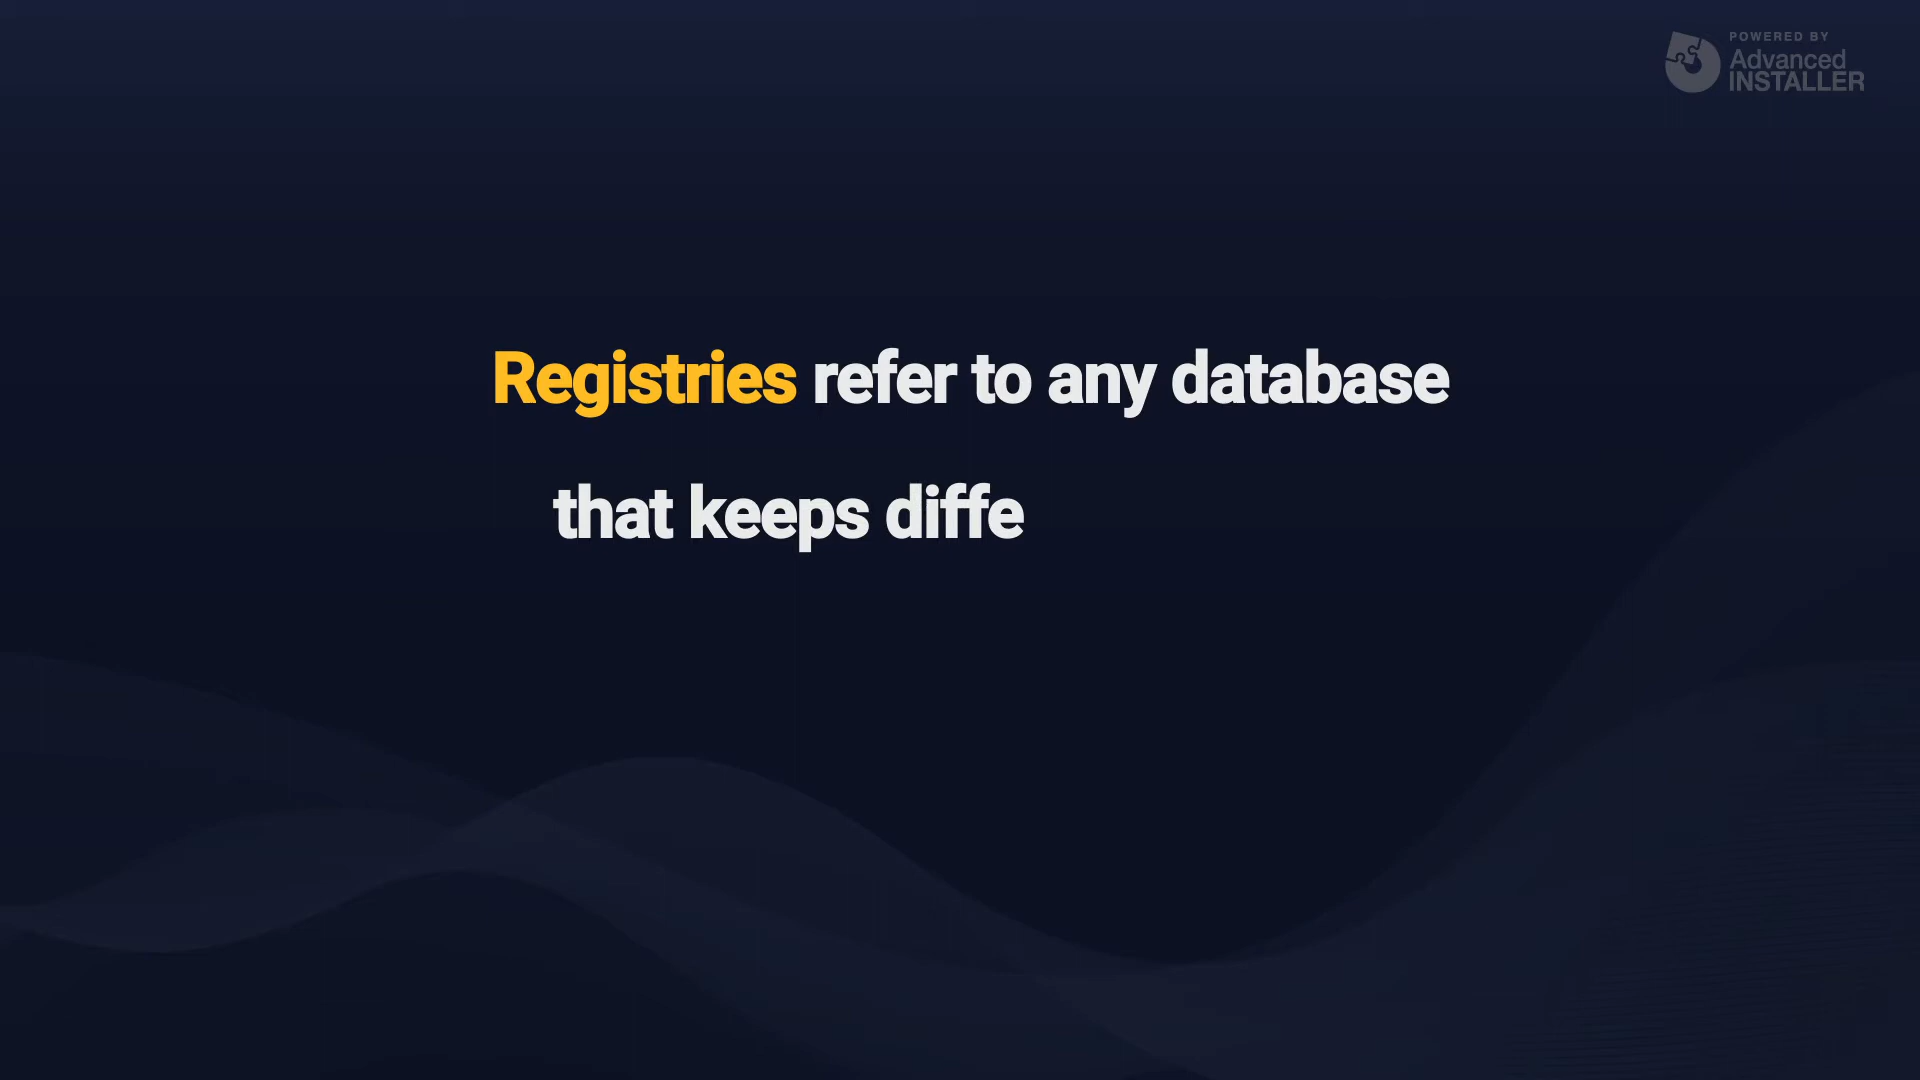 POWERED BY
Advanced
INSTALLER
Registries refer to any database
that keeps diffe